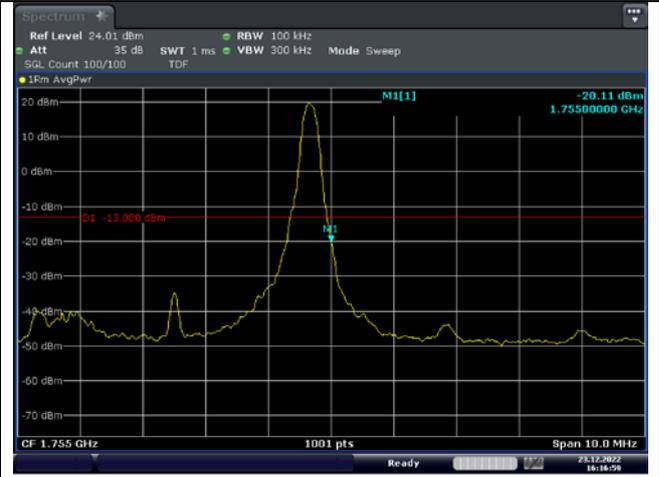 Spectrum
Ref Level 24.01 dBm RBW 100 kHz
Att 35 dB SWT 1 ms VBW 300 kHz Mode Sweep
SGL Count 100/100 TDF
1Rm AvgPwr
M1[1] -20.11 dBm
1.75500000 GHz
20 dBm
10 dBm
0 dBm
-10 dBm
D1 -13.000 dBm
M1
-20 dBm
-30 dBm
-40 dBm
-50 dBm
-60 dBm
-70 dBm
CF 1.755 GHz 1001 pts Span 10.0 MHz
Ready 23.12.2022
16:16:59